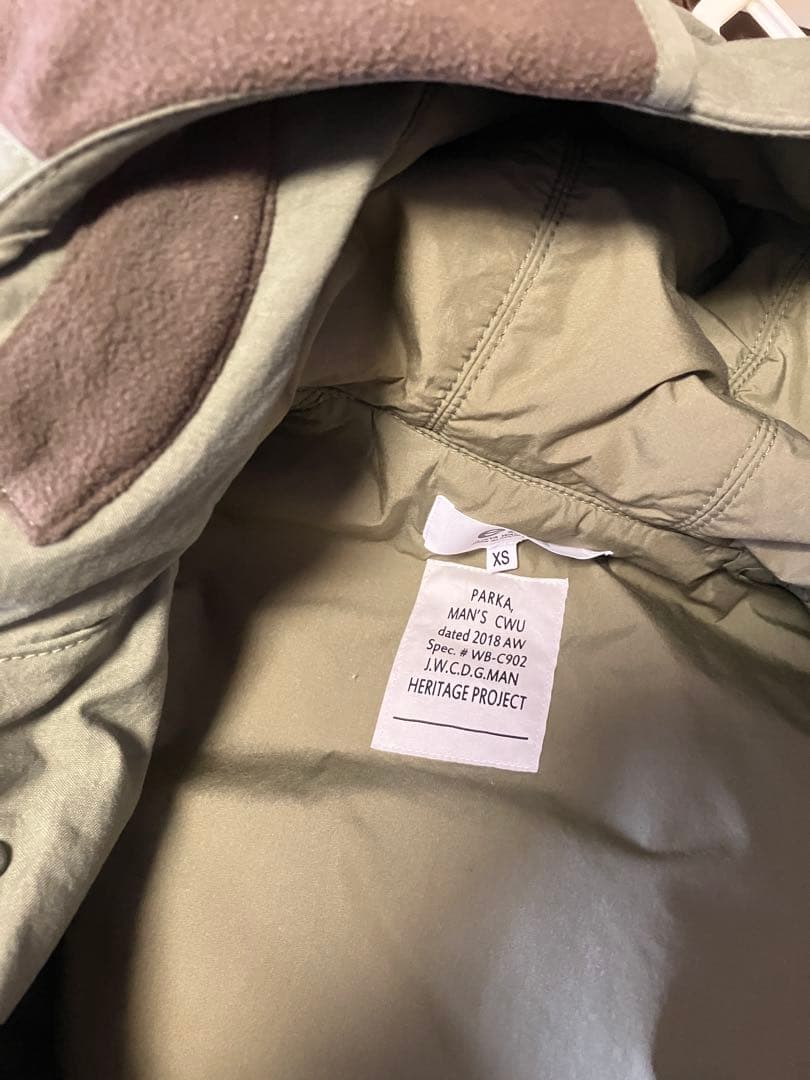 XS
PARKA,
MAN'S CWU
dated 2018 AW
Spec. # WB-C902
J.W.C.D.G.MAN
HERITAGE PROJECT